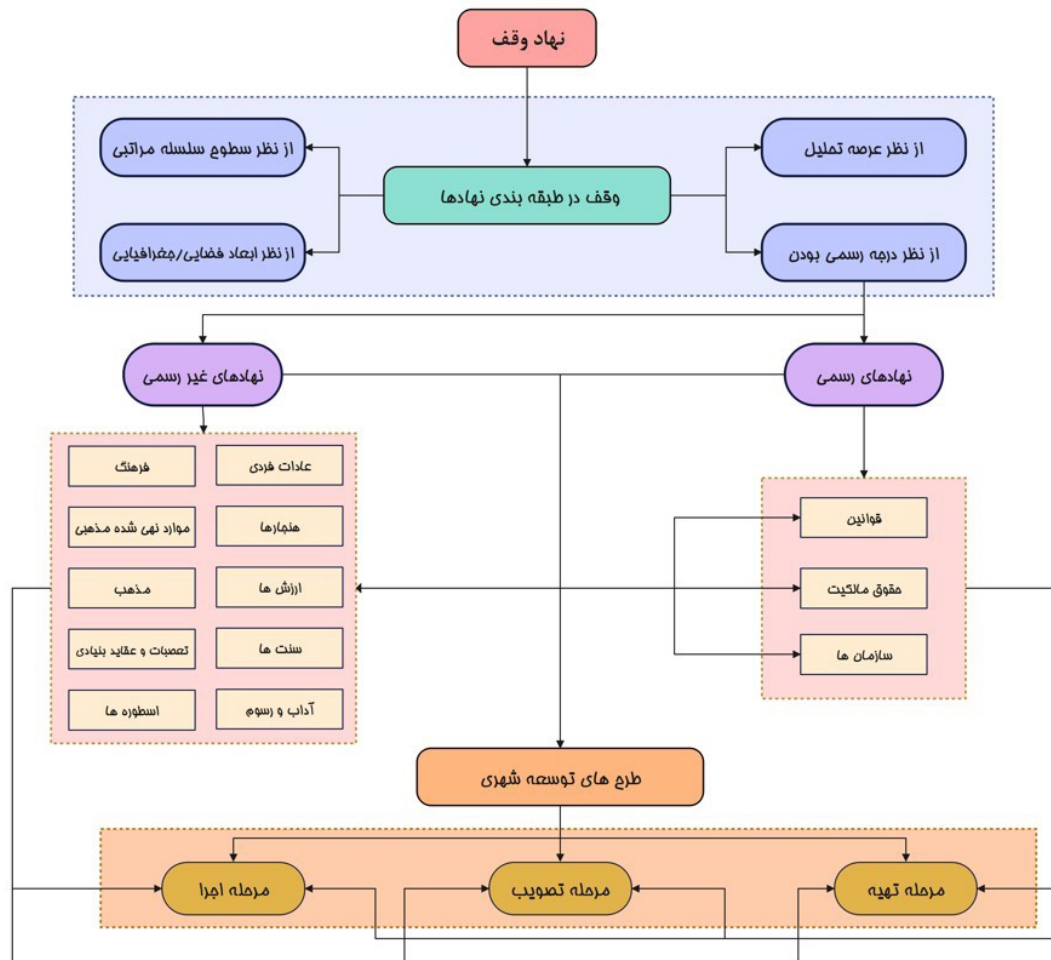 نهاد وقف
از نظر عرصه تحلیل
از نظر سطوح سلسله مراتبی
وقف در طبقه بندی نهادها
از نظر درجه رسمی بودن
از نظر ابعاد فضایی/جغرافیایی
نهادهای رسمی
نهادهای غیر رسمی
قوانین
حقوق مالکیت
سازمان ها
عادات فردی
فرهنگ
هنجارها
موارد نهی شده مذهبی
ارزش ها
مذهب
سنت ها
تعصبات و عقاید بنیادی
آداب و رسوم
اسطوره ها
طرح های توسعه شهری
مرحله تهیه
مرحله تصویب
مرحله اجرا